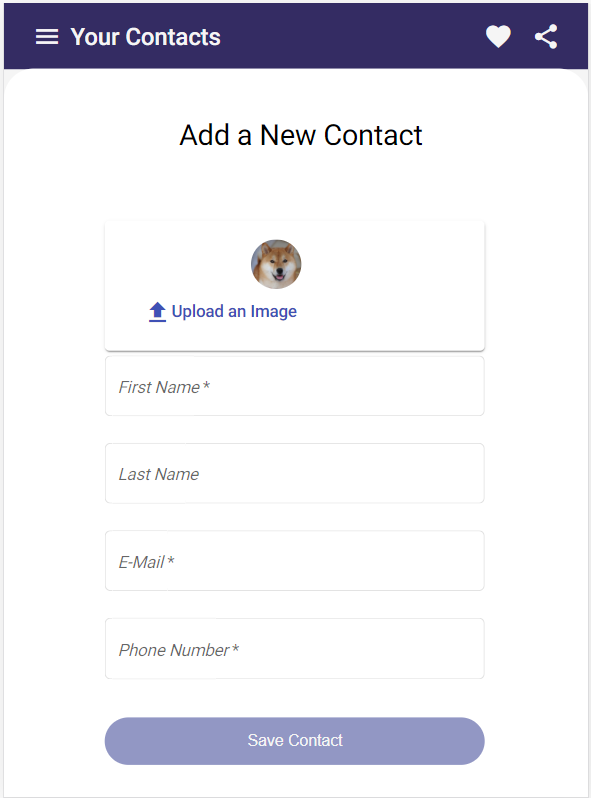 Your Contacts
Add a New Contact
Upload an Image
First Name *
Last Name
E-Mail *
Phone Number *
Save Contact